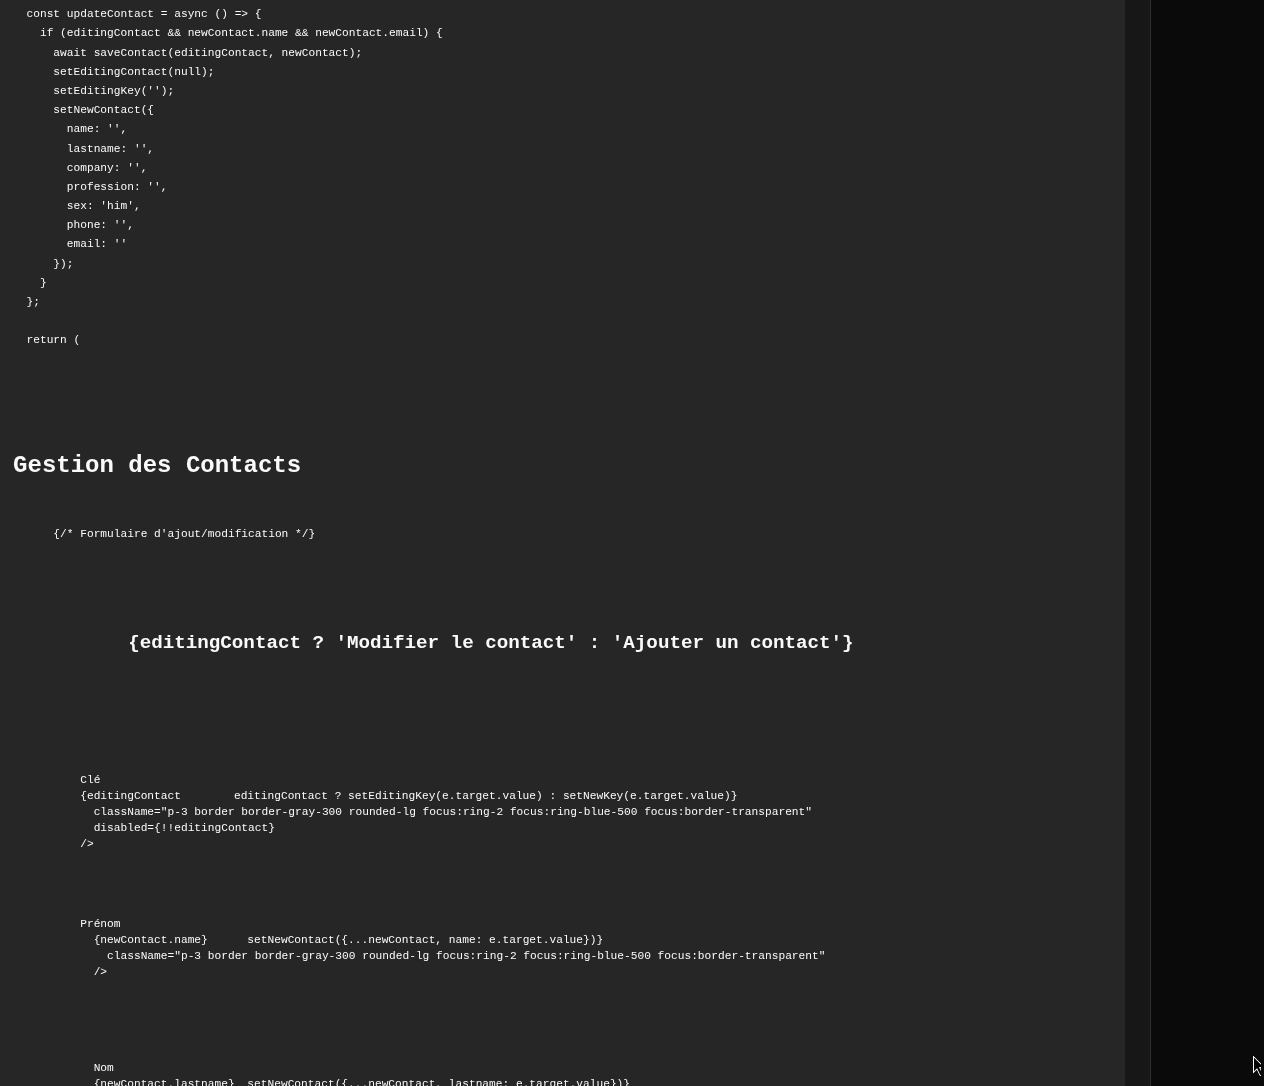 const updateContact = async () => {
if (editingContact && newContact.name && newContact.email) {
await saveContact(editingContact, newContact);
setEditingContact(null);
setEditingKey('');
setNewContact({
name: '',
lastname: '',
company: '',
profession: '',
sex: 'him',
phone: '',
email: ''
});
}
};
return (
Gestion des Contacts
{/* Formulaire d'ajout/modification */}
{editingContact ? 'Modifier le contact' : 'Ajouter un contact'}
Clé
{editingContact editingContact ? setEditingKey(e.target.value) : setNewKey(e.target.value)}
className="p-3 border border-gray-300 rounded-lg focus:ring-2 focus:ring-blue-500 focus:border-transparent"
disabled={!!editingContact}
/>
Prénom
{newContact.name} setNewContact({...newContact, name: e.target.value})}
className="p-3 border border-gray-300 rounded-lg focus:ring-2 focus:ring-blue-500 focus:border-transparent"
/>
Nom
{newContact.lastname} setNewContact({...newContact, lastname: e.target.value})}